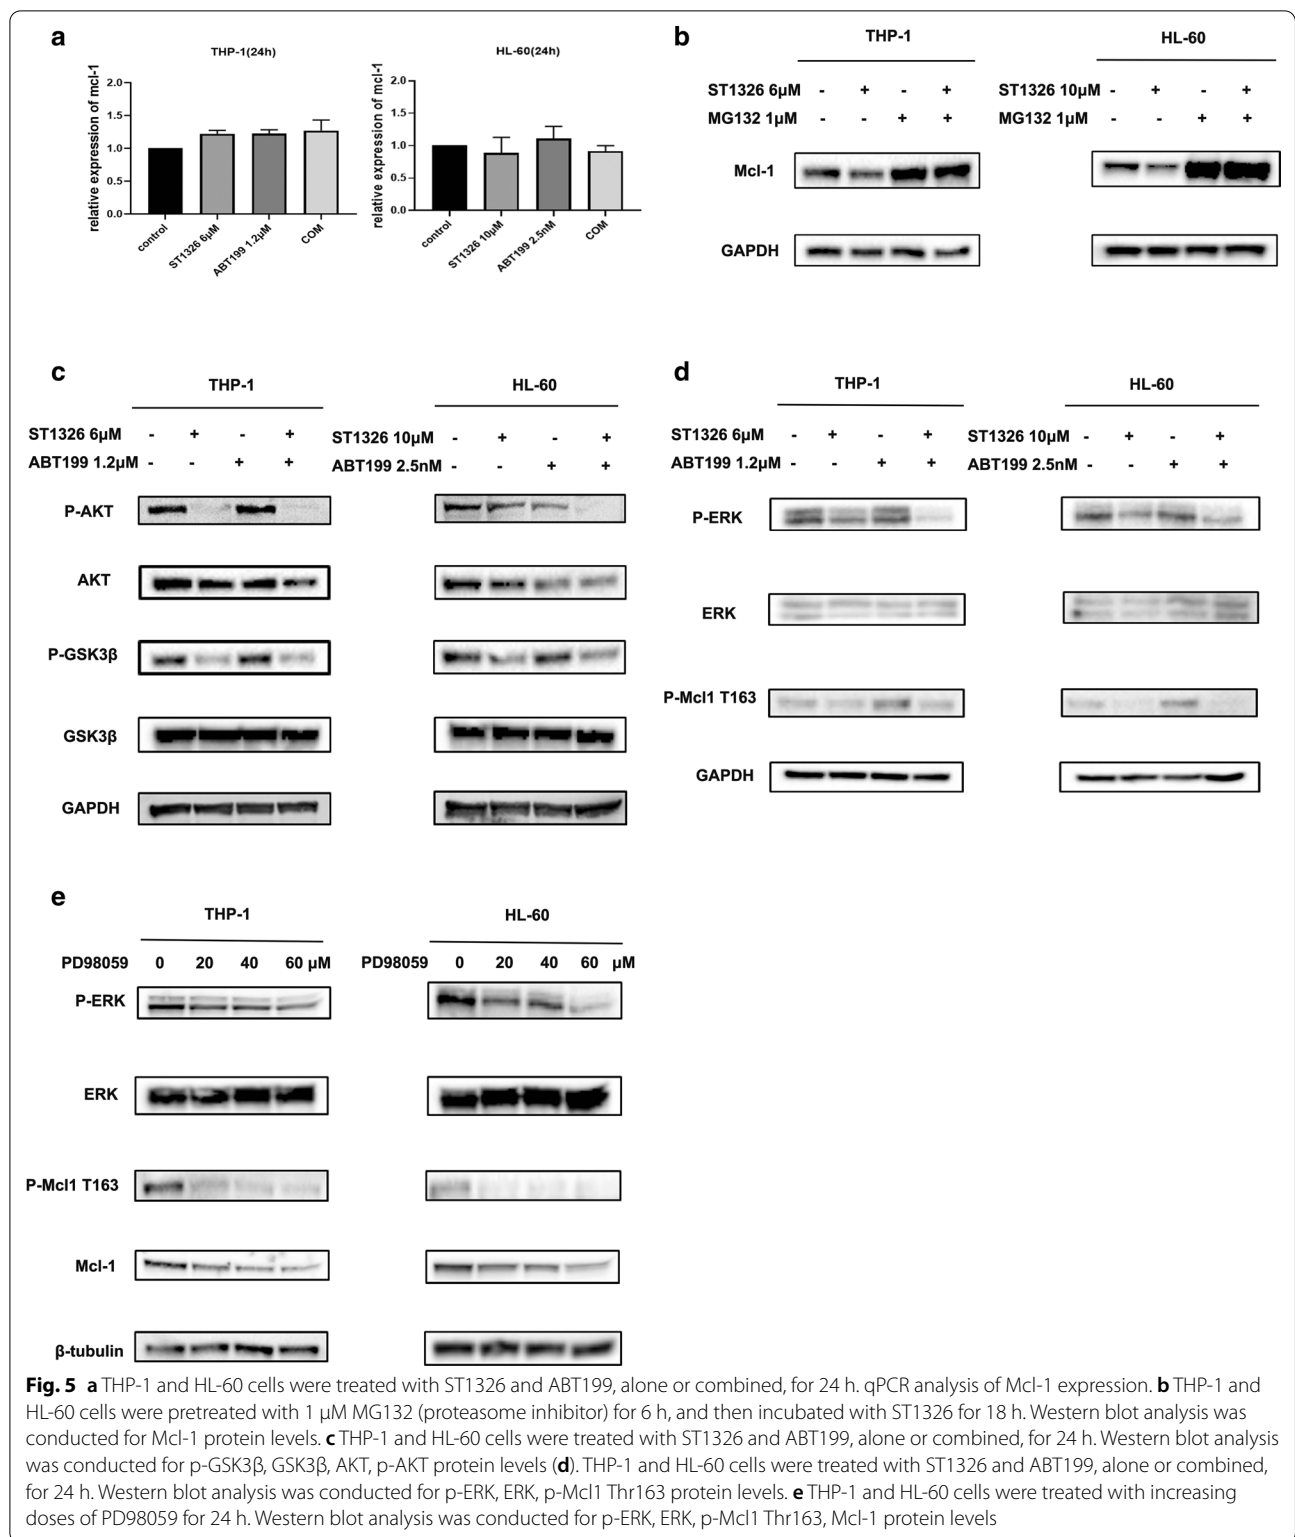 a
THP-1(24h)
relative expression of mcl-1
2.0
1.5
1.0
0.5
0.0
control
ST1326 6μM
ABT199 1.2μM
COM
HL-60(24h)
relative expression of mcl-1
2.0
1.5
1.0
0.5
0.0
control
ST1326 10μM
ABT199 2.5nM
COM
b
THP-1
ST1326 6μM - + - +
MG132 1μM - - + +
HL-60
ST1326 10μM - + - +
MG132 1μM - - + +
Mcl-1
GAPDH
c
THP-1
ST1326 6μM - + - +
ABT199 1.2μM - - + +
HL-60
ST1326 10μM - + - +
ABT199 2.5nM - - + +
P-AKT
AKT
P-GSK3β
GSK3β
GAPDH
d
THP-1
ST1326 6μM - + - +
ABT199 1.2μM - - + +
HL-60
ST1326 10μM - + - +
ABT199 2.5nM - - + +
P-ERK
ERK
P-Mcl1 T163
GAPDH
e
THP-1
PD98059 0 20 40 60 μM
HL-60
PD98059 0 20 40 60 μM
P-ERK
ERK
P-Mcl1 T163
Mcl-1
β-tubulin
Fig. 5 a THP-1 and HL-60 cells were treated with ST1326 and ABT199, alone or combined, for 24 h. qPCR analysis of Mcl-1 expression. b THP-1 and
HL-60 cells were pretreated with 1 μM MG132 (proteasome inhibitor) for 6 h, and then incubated with ST1326 for 18 h. Western blot analysis was
conducted for Mcl-1 protein levels. c THP-1 and HL-60 cells were treated with ST1326 and ABT199, alone or combined, for 24 h. Western blot analysis
was conducted for p-GSK3β, GSK3β, AKT, p-AKT protein levels (d). THP-1 and HL-60 cells were treated with ST1326 and ABT199, alone or combined,
for 24 h. Western blot analysis was conducted for p-ERK, ERK, p-Mcl1 Thr163 protein levels. e THP-1 and HL-60 cells were treated with increasing
doses of PD98059 for 24 h. Western blot analysis was conducted for p-ERK, ERK, p-Mcl1 Thr163, Mcl-1 protein levels